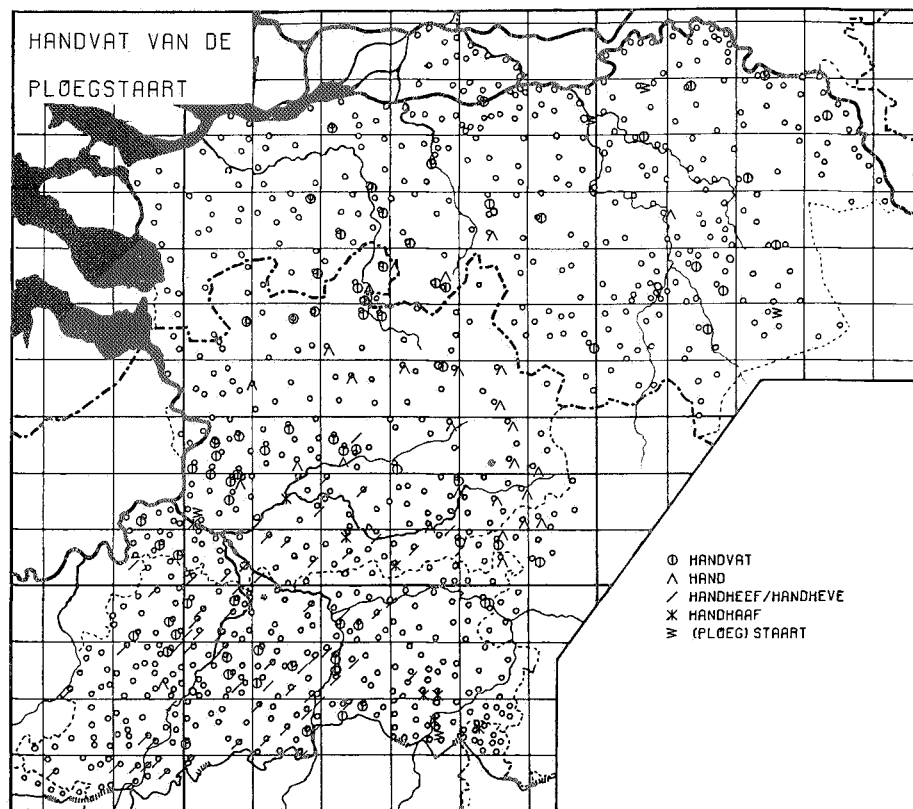 HANDVAT VAN DE
PLOEGSTAART
HANDVAT
HAND
HANDHEEF/HANDHEVE
HANDHAAF
(PLOEG)STAART